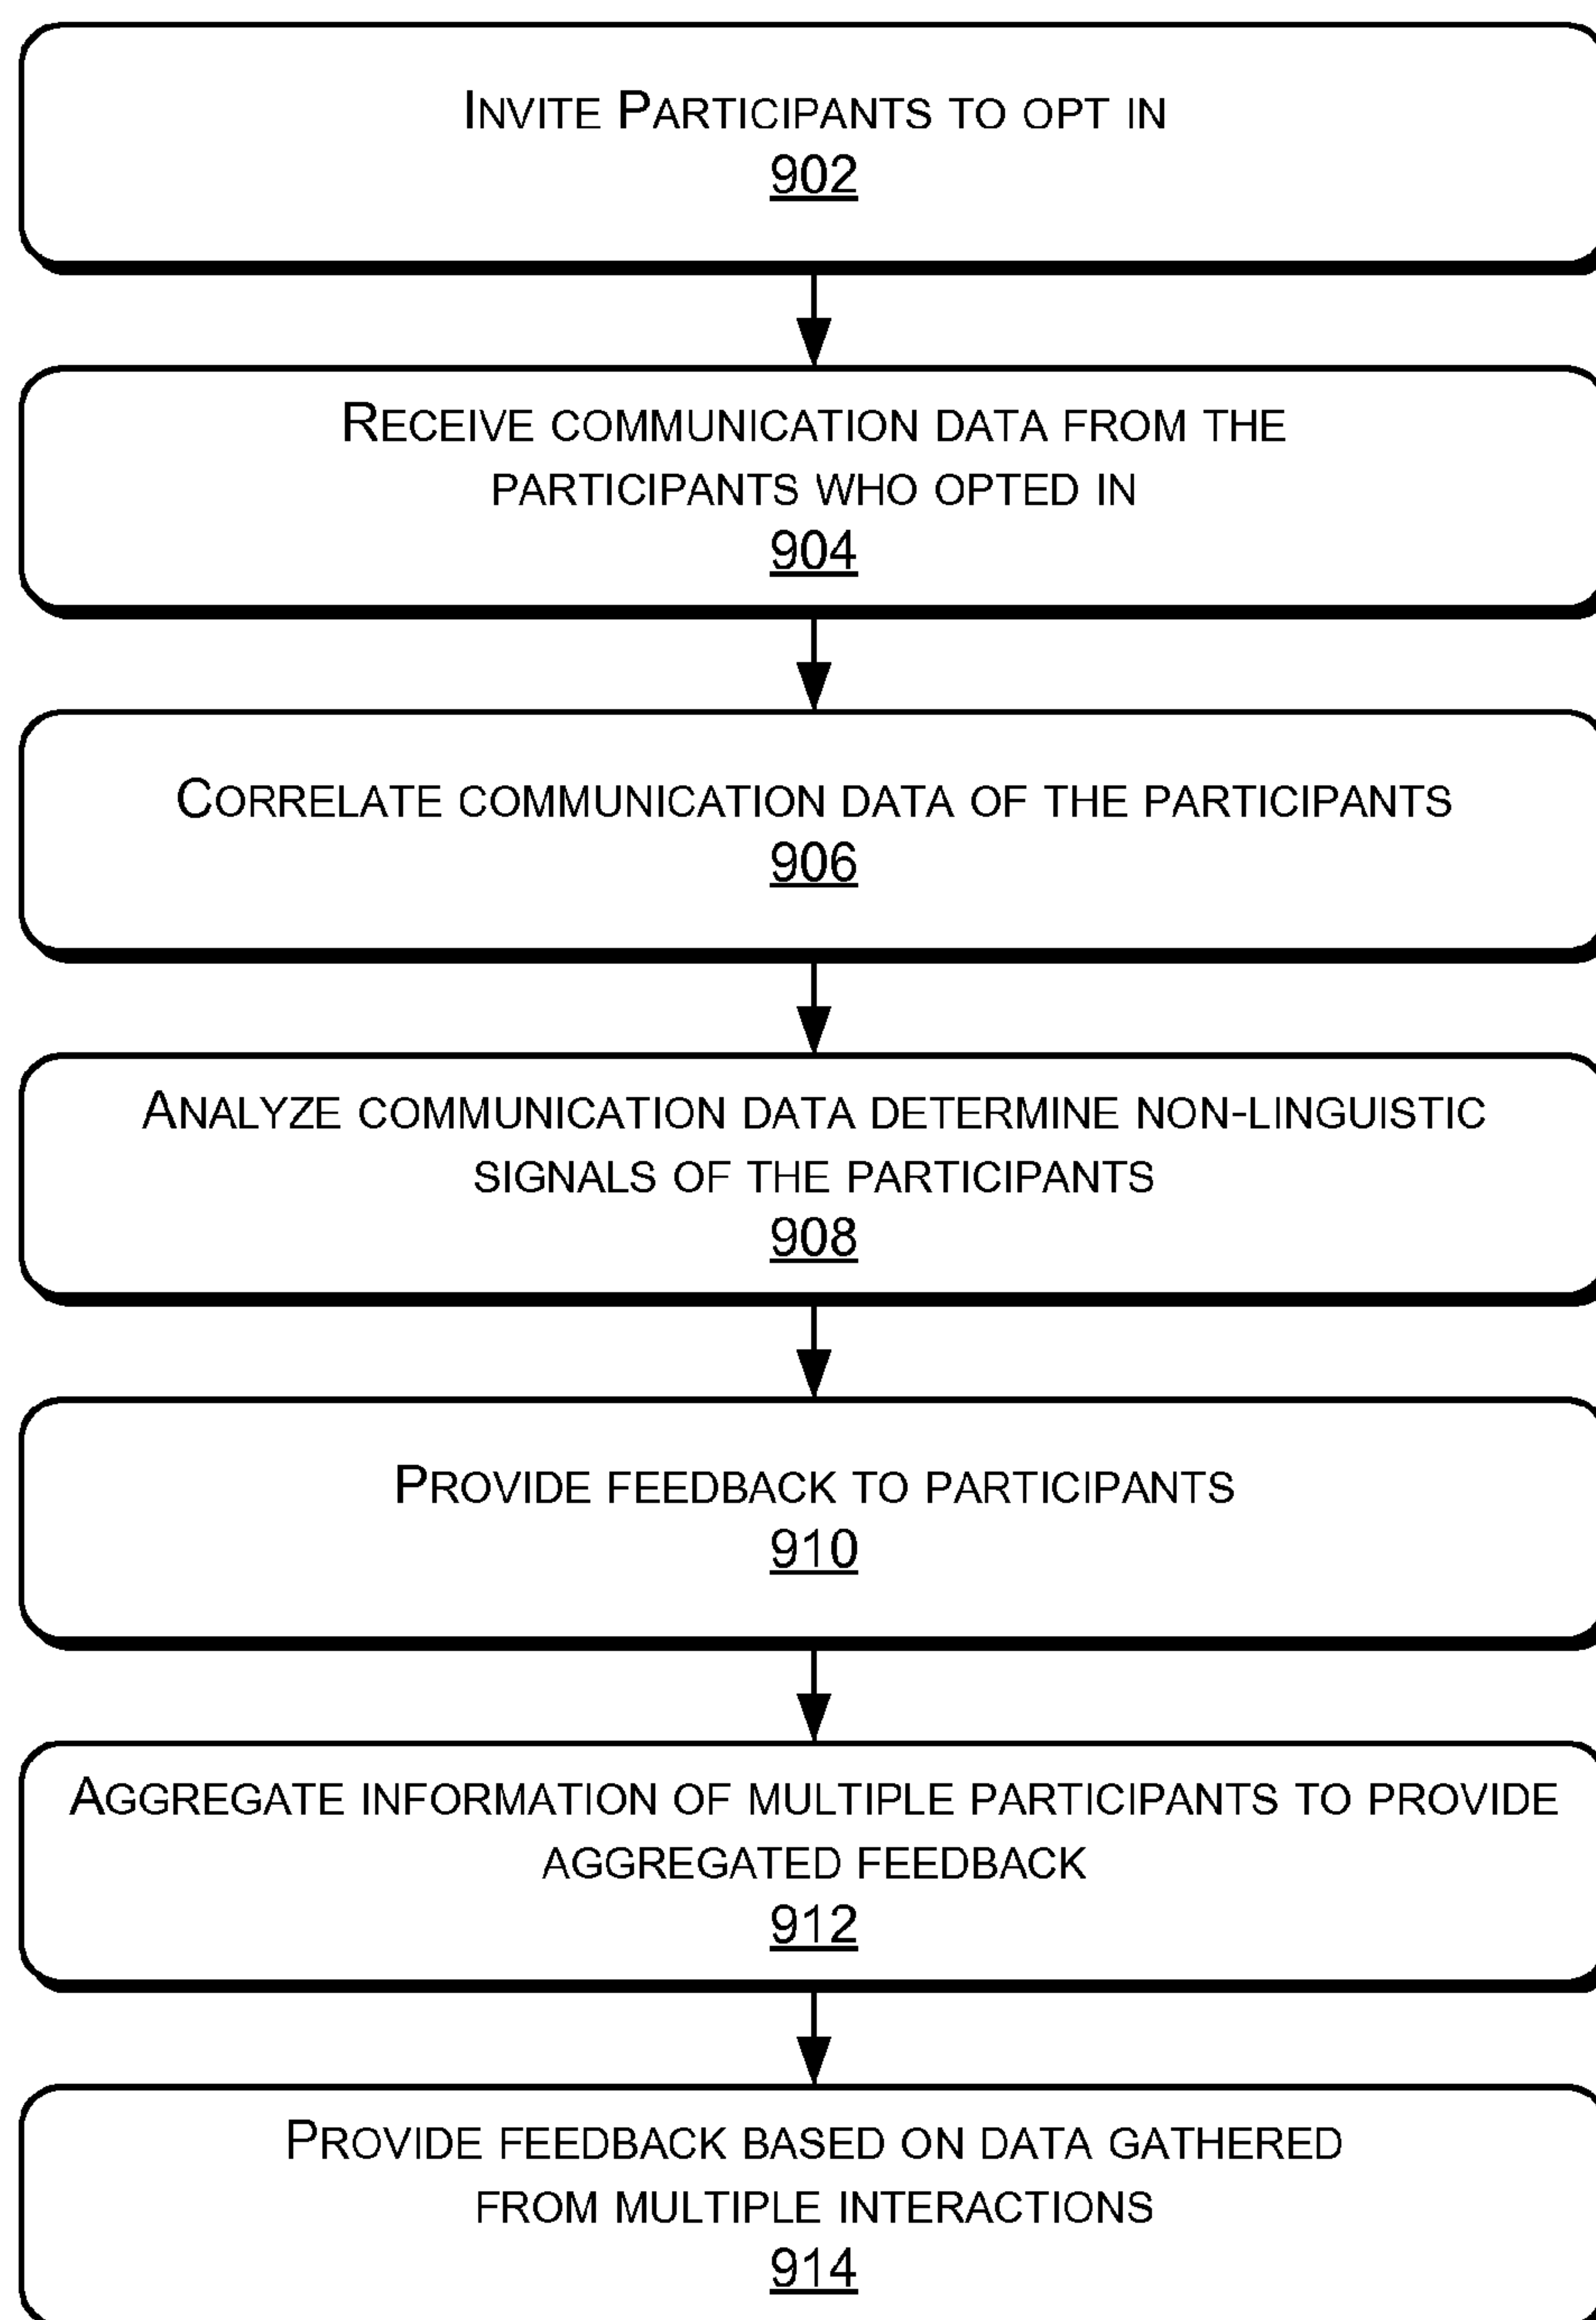 INVITE PARTICIPANTS TO OPT IN
902
RECEIVE COMMUNICATION DATA FROM THE
PARTICIPANTS WHO OPTED IN
904
CORRELATE COMMUNICATION DATA OF THE PARTICIPANTS
906
ANALYZE COMMUNICATION DATA DETERMINE NON-LINGUISTIC
SIGNALS OF THE PARTICIPANTS
908
PROVIDE FEEDBACK TO PARTICIPANTS
910
AGGREGATE INFORMATION OF MULTIPLE PARTICIPANTS TO PROVIDE
AGGREGATED FEEDBACK
912
PROVIDE FEEDBACK BASED ON DATA GATHERED
FROM MULTIPLE INTERACTIONS
914